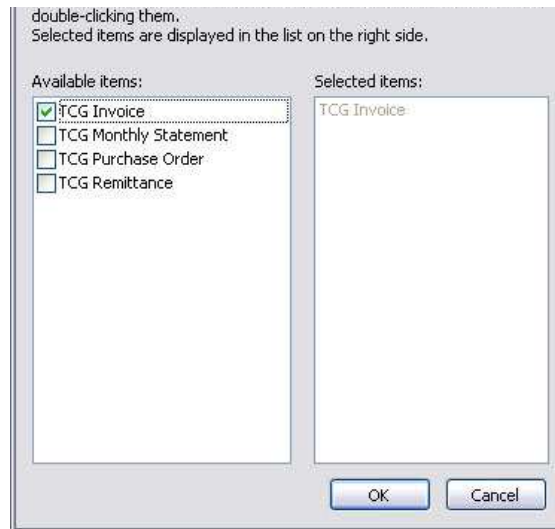 double-clicking them.
Selected items are displayed in the list on the right side.
Available items:
Selected items:
TCG Invoice
TCG Invoice
TCG Monthly Statement
TCG Purchase Order
TCG Remittance
OK
Cancel